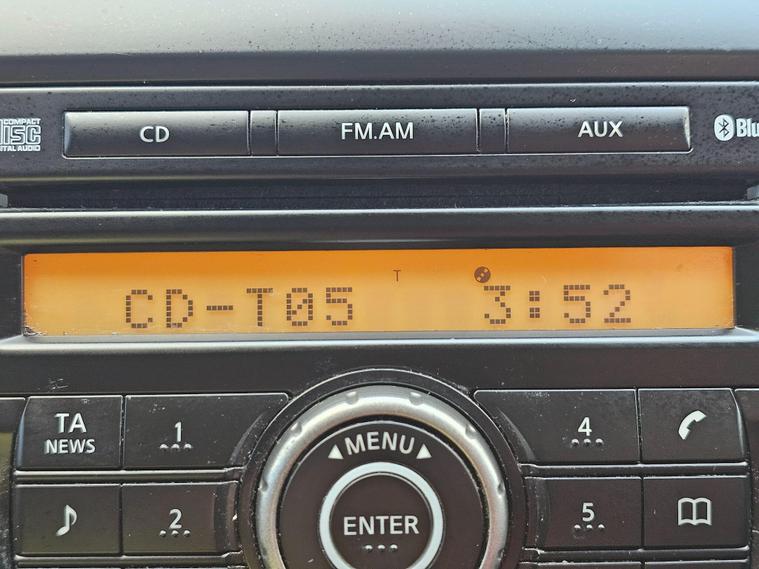 COMPACT
DISC
DIGITAL AUDIO
CD
FM.AM
AUX
Blu
T
CD-T05 3:52
TA
NEWS
1
MENU
4
2
ENTER
5